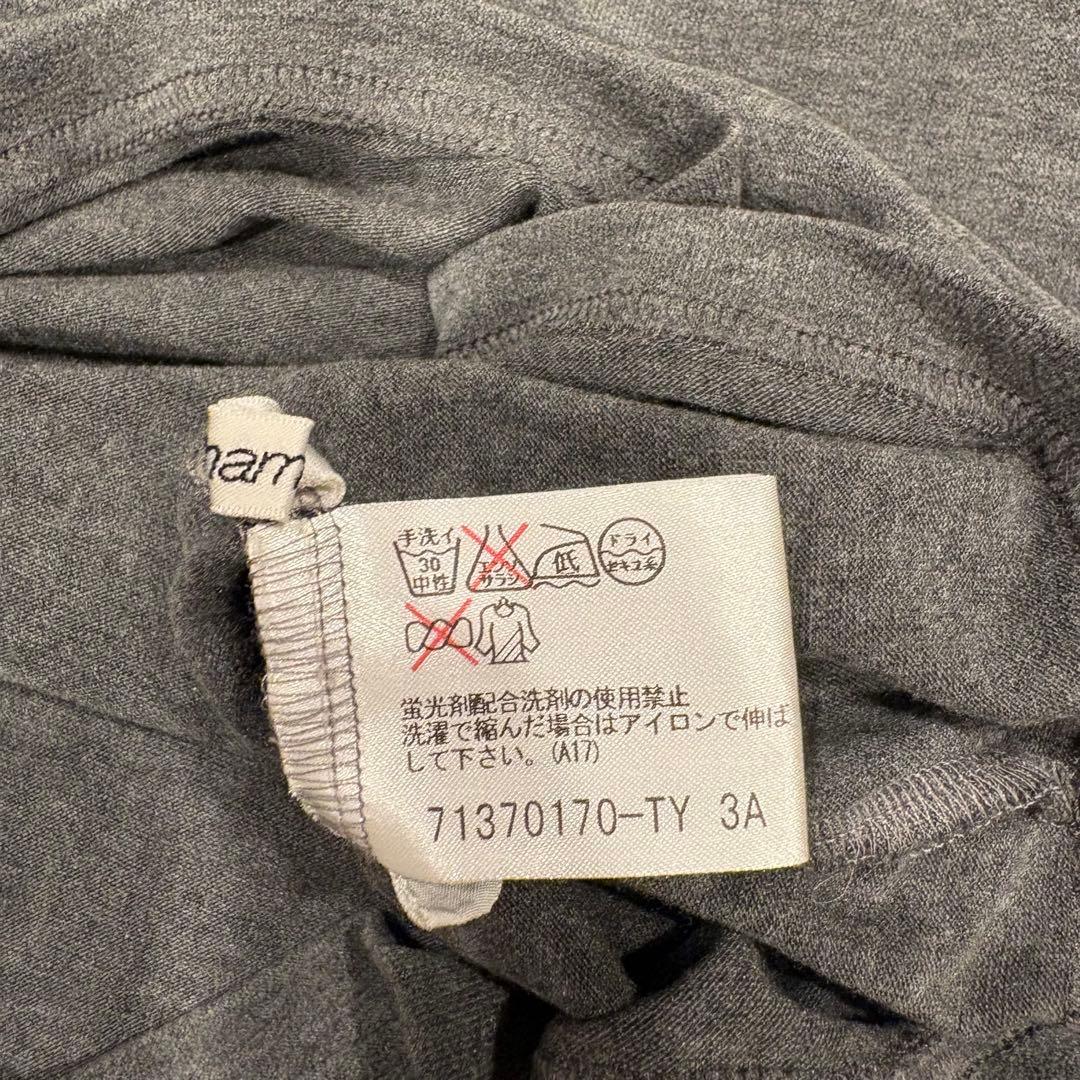 mam
手洗イ
30
中性
エンソ
サラシ
低
ドライ
セキユ系
蛍光剤配合洗剤の使用禁止
洗濯で縮んだ場合はアイロンで伸ば
して下さい。(A17)
71370170-TY 3A